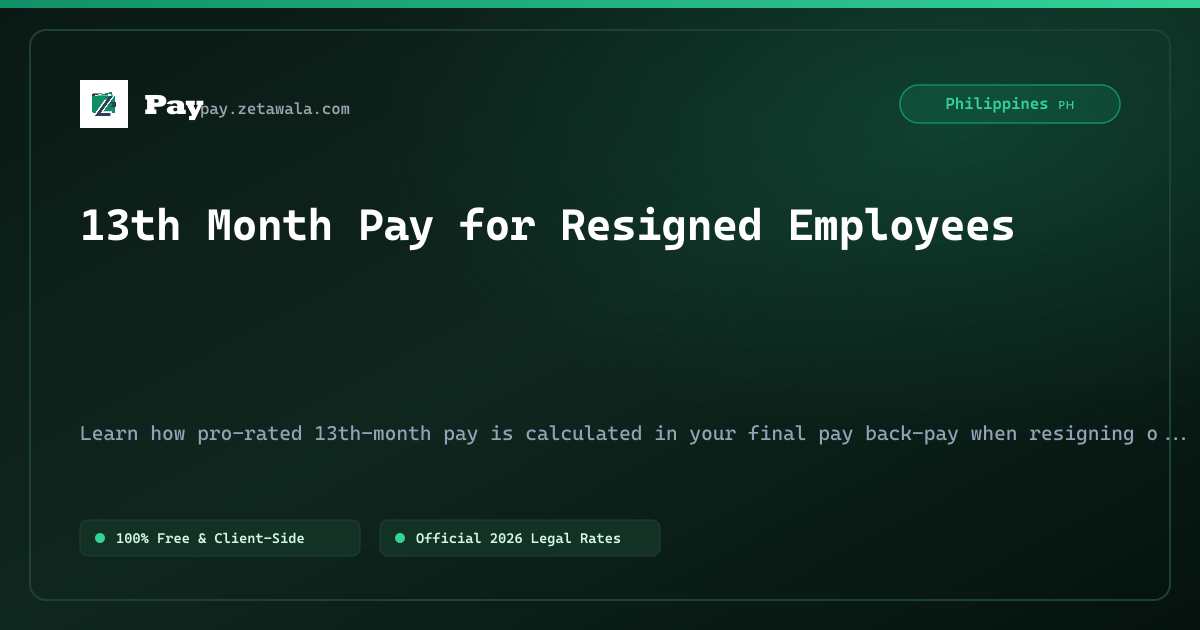 Pay pay.zetawala.com
Philippines PH
13th Month Pay for Resigned Employees
Learn how pro-rated 13th-month pay is calculated in your final pay back-pay when resigning o...
100% Free & Client-Side
Official 2026 Legal Rates